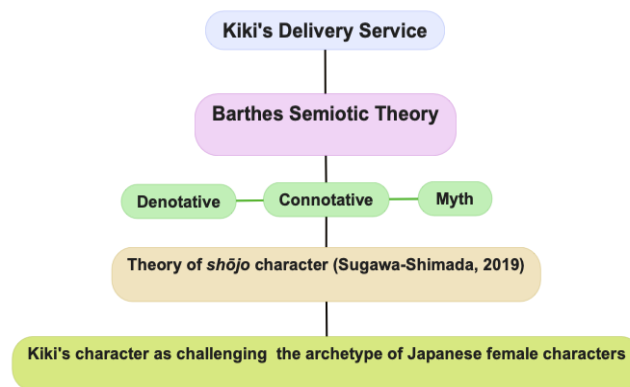 Kiki's Delivery Service
Barthes Semiotic Theory
Denotative
Connotative
Myth
Theory of shōjo character (Sugawa-Shimada, 2019)
Kiki's character as challenging the archetype of Japanese female characters